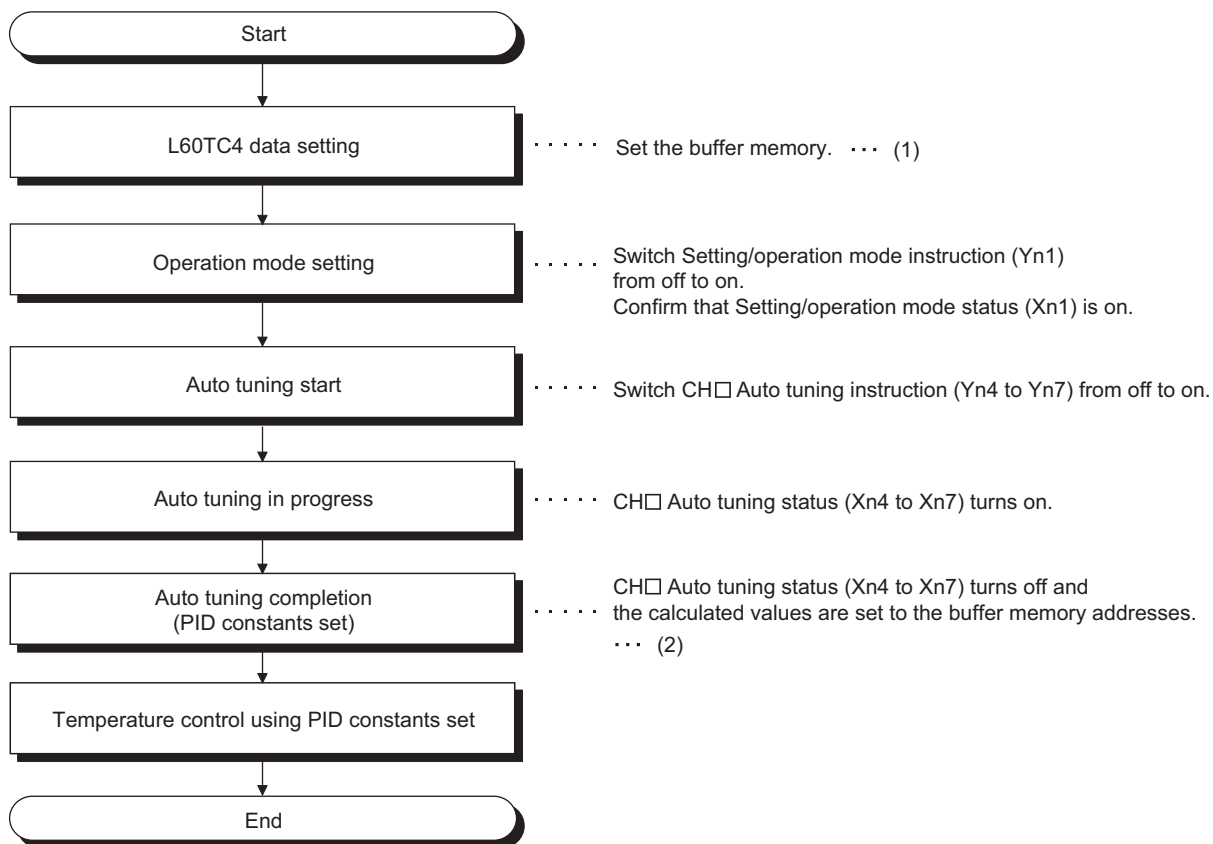 Start
L60TC4 data setting
Set the buffer memory. ··· (1)
Operation mode setting
Switch Setting/operation mode instruction (Yn1)
from off to on.
Confirm that Setting/operation mode status (Xn1) is on.
Auto tuning start
Switch CH□ Auto tuning instruction (Yn4 to Yn7) from off to on.
Auto tuning in progress
CH□ Auto tuning status (Xn4 to Xn7) turns on.
Auto tuning completion
(PID constants set)
CH□ Auto tuning status (Xn4 to Xn7) turns off and
the calculated values are set to the buffer memory addresses.
··· (2)
Temperature control using PID constants set
End